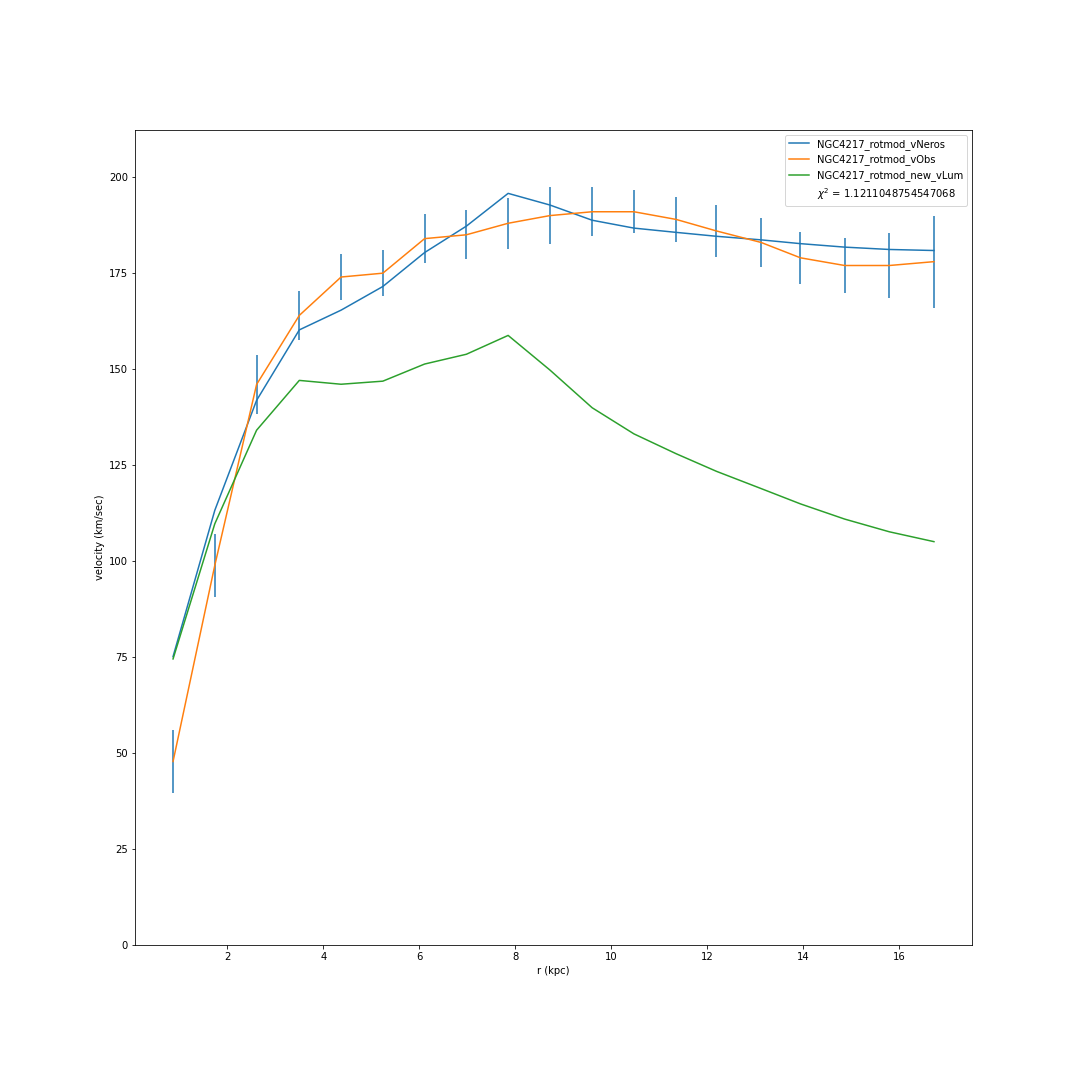 NGC4217_rotmod_vNeros
NGC4217_rotmod_vObs
NGC4217_rotmod_new_vLum
χ² = 1.1211048754547068
200
175
150
125
100
75
50
25
0
velocity (km/sec)
2 4 6 8 10 12 14 16
r (kpc)